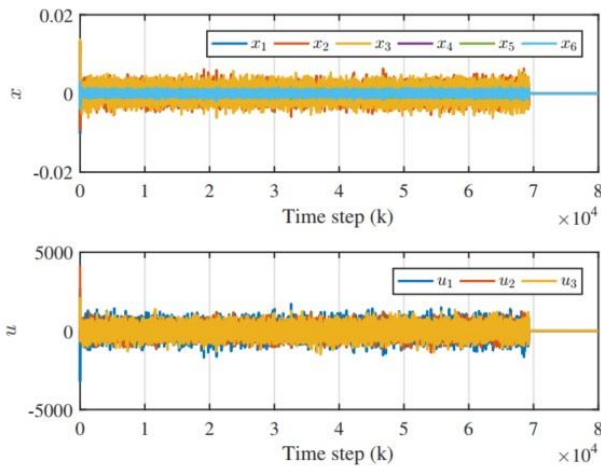 0.02
x₁ x₂ x₃ x₄ x₅ x₆
x
0
-0.02
0 1 2 3 4 5 6 7 8
Time step (k)
×10⁴
5000
u₁ u₂ u₃
u
0
-5000
0 1 2 3 4 5 6 7 8
Time step (k)
×10⁴